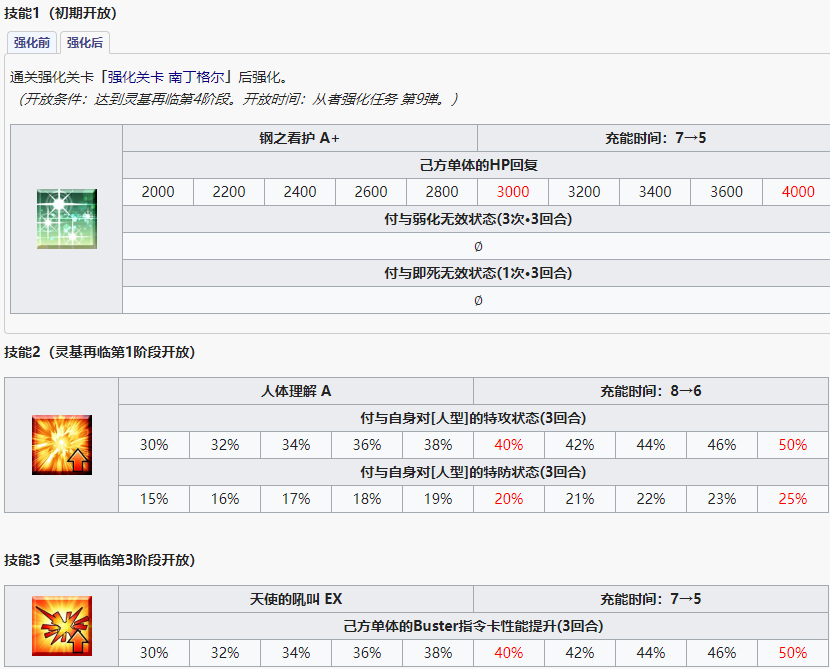 技能1（初期开放）
强化前 强化后
通关强化关卡「强化关卡 南丁格尔」后强化。
（开放条件：达到灵基再临第4阶段。开放时间：从者强化任务 第9弹。）
钢之看护 A+ 充能时间：7→5
己方单体的HP回复
2000 2200 2400 2600 2800 3000 3200 3400 3600 4000
付与弱化无效状态(3次•3回合)
∅
付与即死无效状态(1次•3回合)
∅
技能2（灵基再临第1阶段开放）
人体理解 A 充能时间：8→6
付与自身对[人型]的特攻状态(3回合)
30% 32% 34% 36% 38% 40% 42% 44% 46% 50%
付与自身对[人型]的特防状态(3回合)
15% 16% 17% 18% 19% 20% 21% 22% 23% 25%
技能3（灵基再临第3阶段开放）
天使的吼叫 EX 充能时间：7→5
己方单体的Buster指令卡性能提升(3回合)
30% 32% 34% 36% 38% 40% 42% 44% 46% 50%